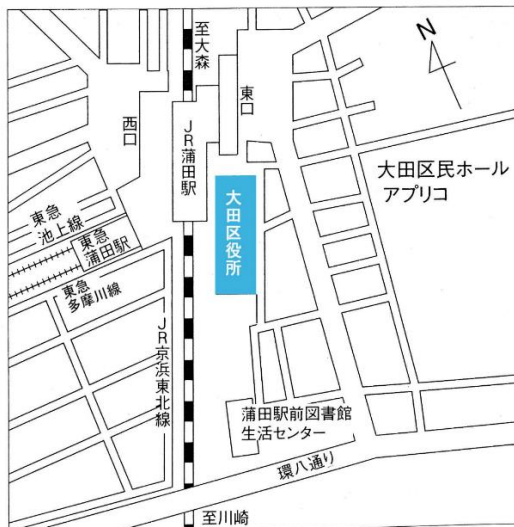 至大森
東口
N
西口
JR蒲田駅
大田区民ホール
アプリコ
大田区役所
東急
池上線
東急
蒲田駅
東急
多摩川線
JR京浜東北線
蒲田駅前図書館
生活センター
環八通り
至川崎